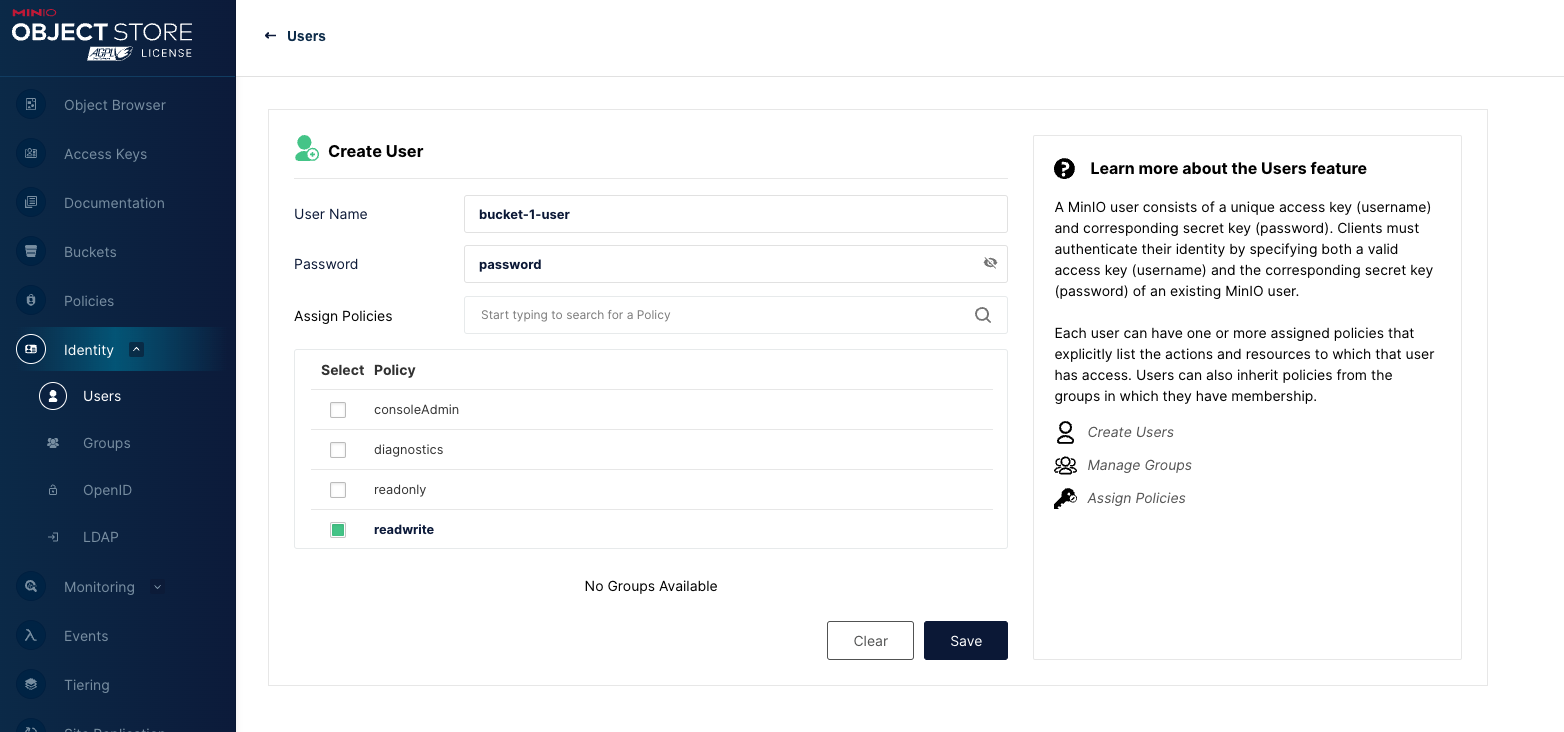 MINIO
OBJECT STORE
AGPL v3 LICENSE
Object Browser
Access Keys
Documentation
Buckets
Policies
Identity
Users
Groups
OpenID
LDAP
Monitoring
Events
Tiering
Site Replication
Users
Create User
User Name
bucket-1-user
Password
password
Assign Policies
Start typing to search for a Policy
Select Policy
consoleAdmin
diagnostics
readonly
readwrite
No Groups Available
Clear
Save
Learn more about the Users feature
A MinIO user consists of a unique access key (username)
and corresponding secret key (password). Clients must
authenticate their identity by specifying both a valid
access key (username) and the corresponding secret key
(password) of an existing MinIO user.
Each user can have one or more assigned policies that
explicitly list the actions and resources to which that user
has access. Users can also inherit policies from the
groups in which they have membership.
Create Users
Manage Groups
Assign Policies